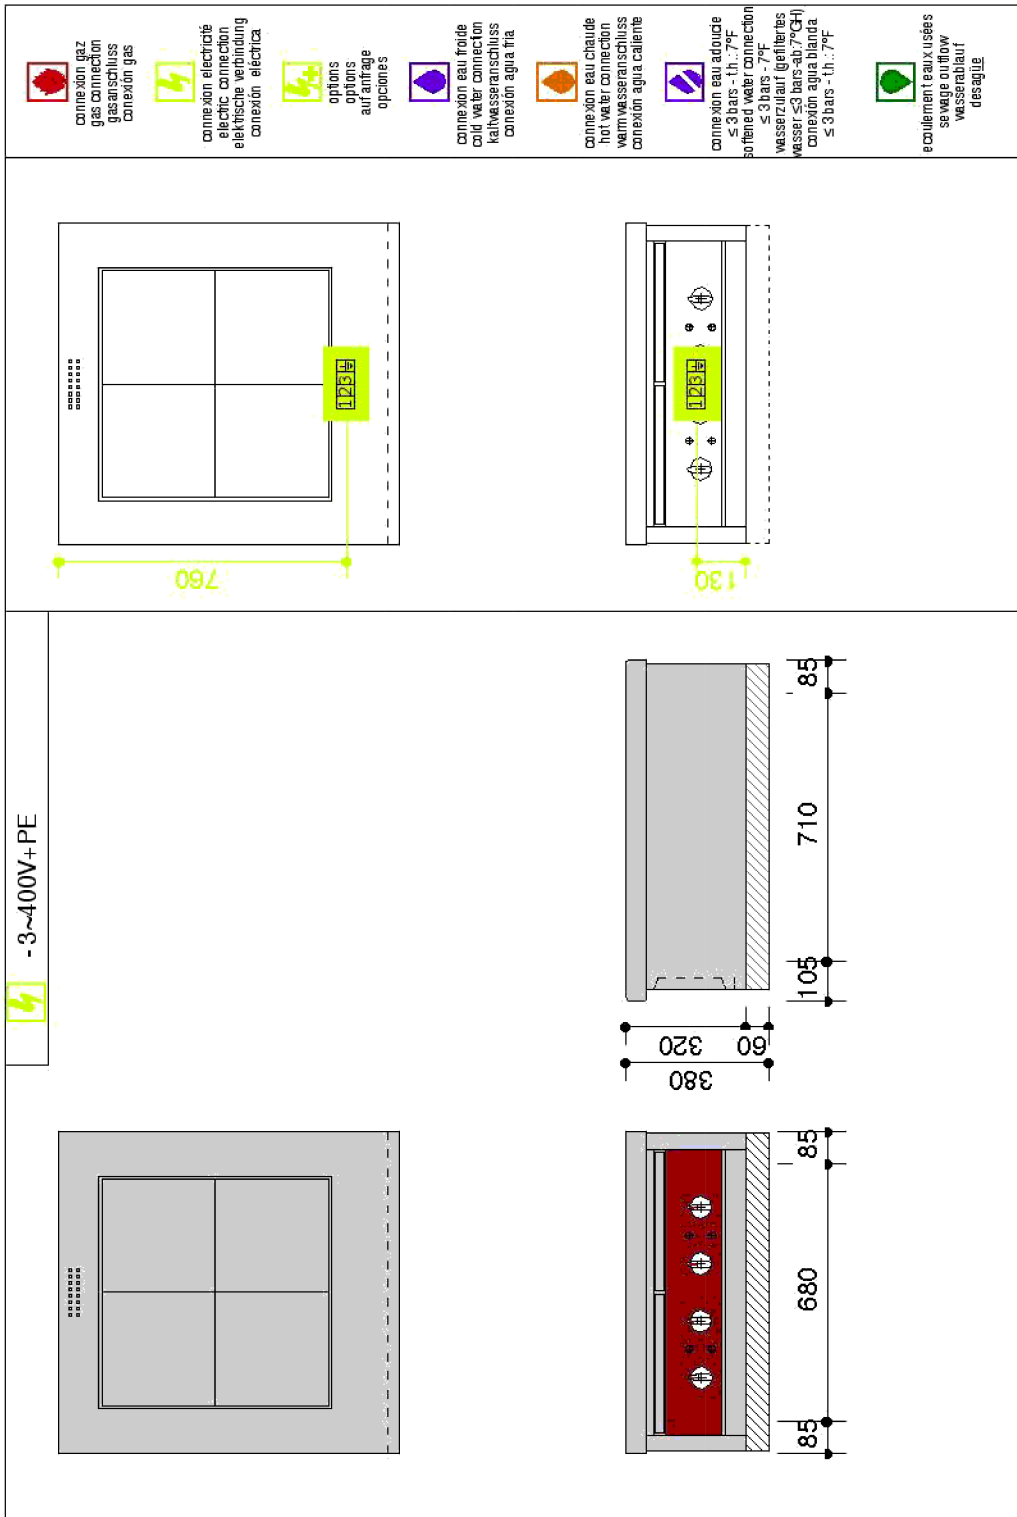 connexion gaz
gas connection
gasanschluss
conexión gas
connexion electricité
electric connection
elektrische verbindung
conexión eléctrica
options
options
auf anfrage
opciones
connexion eau froide
cold water connection
kaltwasseranschluss
conexión agua fria
connexion eau chaude
hot water connection
warmwasseranschluss
conexión agua caliente
connexion eau adoucie
≤ 3 bars - t.h.: 7°F
softened water connection
≤ 3 bars - 7°F
wasserzulauf (gefiltertes
wasser ≤3 bars-ab 7°GH)
conexión agua blanda
≤ 3 bars - t.h.: 7°F
ecoulement eaux usées
sewage outflow
wasserablauf
desagüe
123
760
123
130
- 3~400V+PE
85
710
105
320
60
380
85
680
85